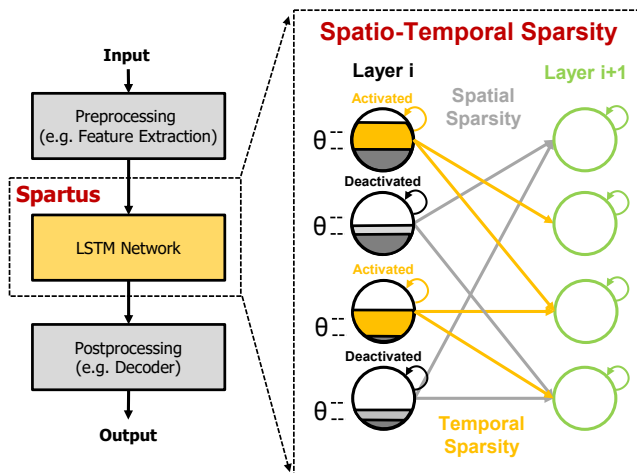 Input
Preprocessing
(e.g. Feature Extraction)
Spartus
LSTM Network
Postprocessing
(e.g. Decoder)
Output
Spatio-Temporal Sparsity
Layer i
Layer i+1
Activated
Spatial
Sparsity
θ
Deactivated
θ
Activated
θ
Deactivated
θ
Temporal
Sparsity